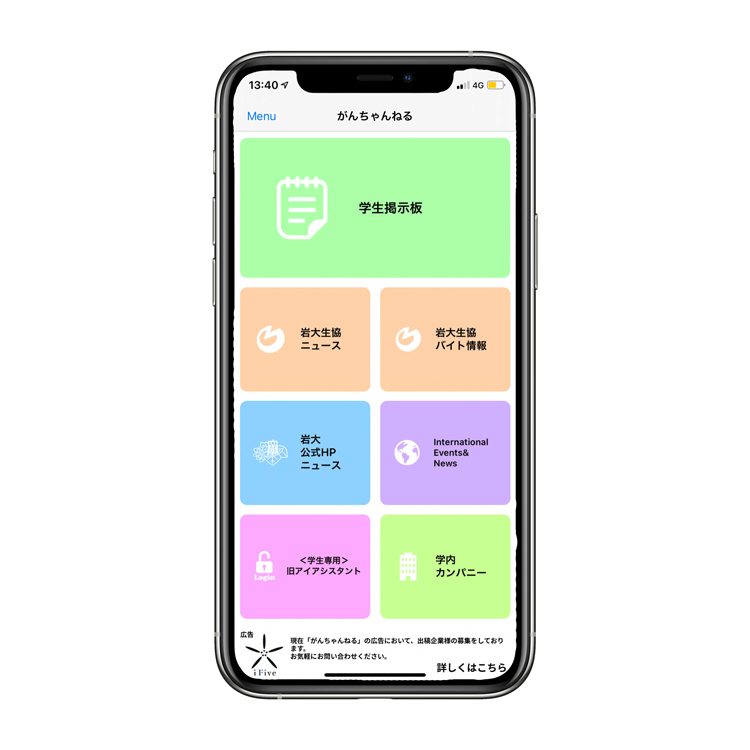 13:40
4G
Menu
がんちゃんねる
学生掲示板
岩大生協
ニュース
岩大生協
バイト情報
岩大
公式HP
ニュース
International
Events&
News
Login
＜学生専用＞
旧アイアシスタント
学内
カンパニー
広告
i Five
現在「がんちゃんねる」の広告において、出稿企業様の募集をしており
ます。
お気軽にお問い合わせください。
詳しくはこちら